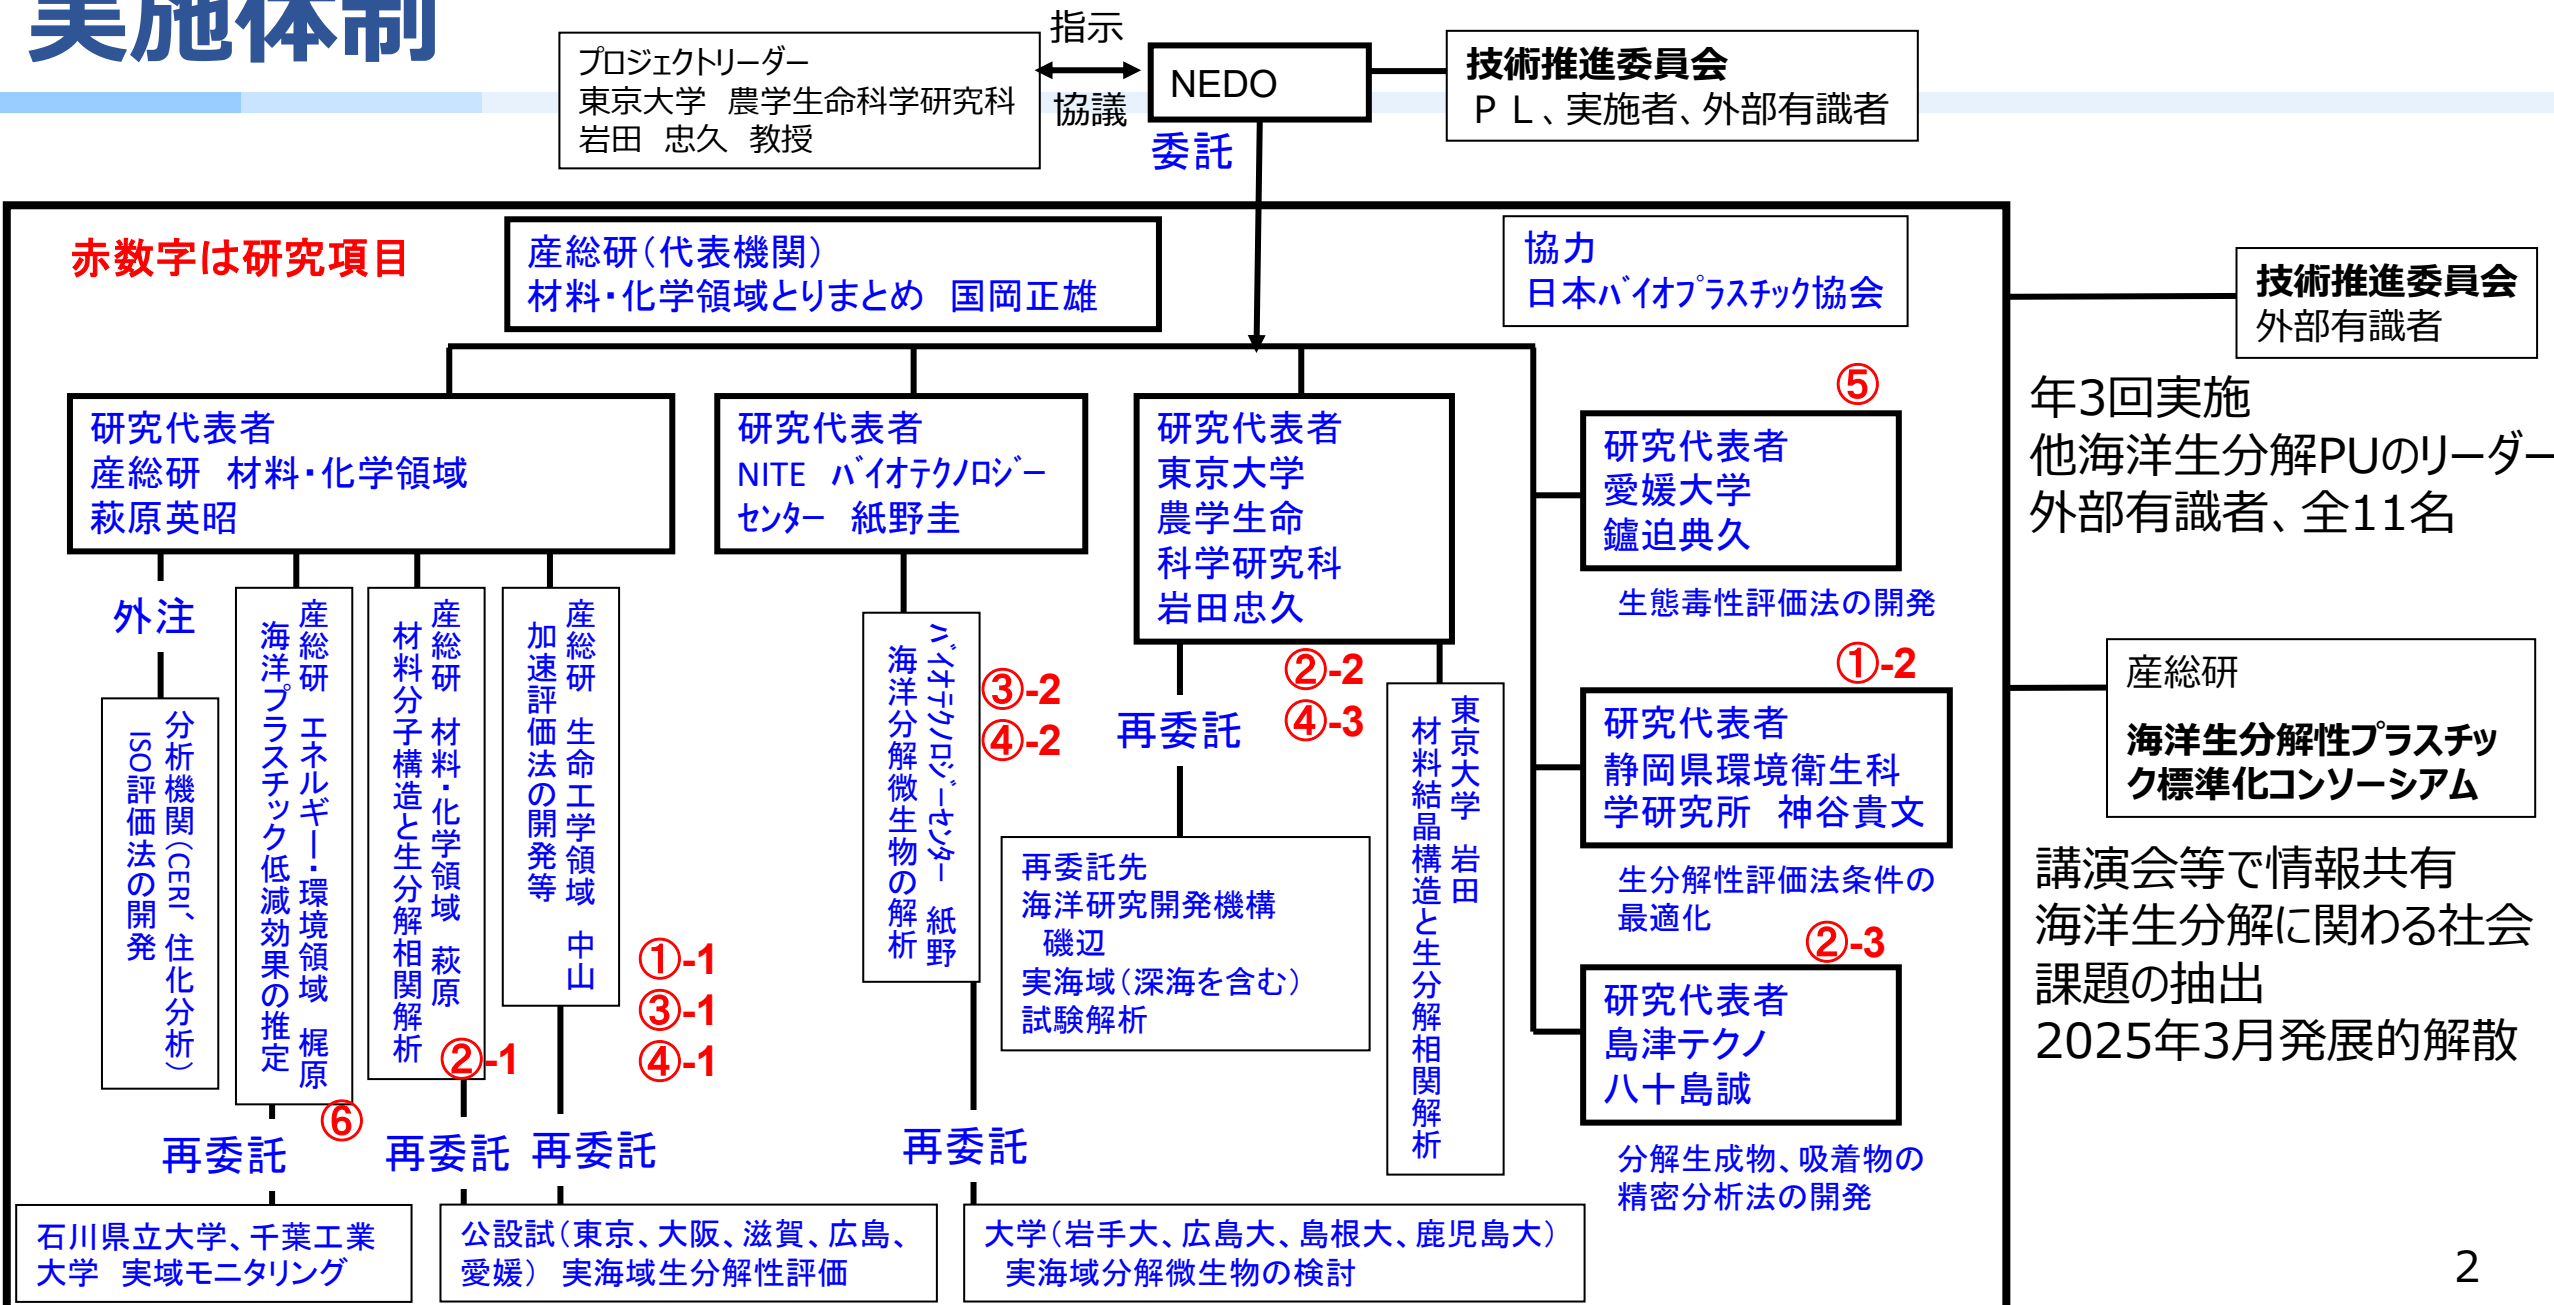 実施体制
プロジェクトリーダー
東京大学　農学生命科学研究科
岩田　忠久　教授
指示
協議
NEDO
委託
技術推進委員会
ＰＬ、実施者、外部有識者
赤数字は研究項目
産総研（代表機関）
材料・化学領域とりまとめ　国岡正雄
協力
日本ﾊﾞｲｵﾌﾟﾗｽﾁｯｸ協会
技術推進委員会
外部有識者
年3回実施
他海洋生分解PUのリーダー
外部有識者、全11名
研究代表者
産総研　材料・化学領域
萩原英昭
研究代表者
NITE　ﾊﾞｲｵﾃｸﾉﾛｼﾞｰ
ｾﾝﾀｰ　紙野圭
研究代表者
東京大学
農学生命
科学研究科
岩田忠久
⑤
研究代表者
愛媛大学
鑪迫典久
生態毒性評価法の開発
外注
分析機関（CERI、住化分析）
ISO評価法の開発
産総研　エネルギー・環境領域　梶原
海洋プラスチック低減効果の推定
⑥
産総研　材料・化学領域　萩原
材料分子構造と生分解相関解析
②-1
産総研　生命工学領域　中山
加速評価法の開発等
①-1
③-1
④-1
ﾊﾞｲｵﾃｸﾉﾛｼﾞｰｾﾝﾀｰ　紙野
海洋分解微生物の解析
③-2
④-2
再委託
②-2
④-3
東京大学　岩田
材料結晶構造と生分解相関解析
再委託先
海洋研究開発機構
磯辺
実海域（深海を含む）
試験解析
①-2
研究代表者
静岡県環境衛生科
学研究所　神谷貴文
生分解性評価法条件の
最適化
②-3
研究代表者
島津テクノ
八十島誠
分解生成物、吸着物の
精密分析法の開発
産総研
海洋生分解性プラスチッ
ク標準化コンソーシアム
講演会等で情報共有
海洋生分解に関わる社会
課題の抽出
2025年3月発展的解散
再委託
再委託
再委託
再委託
石川県立大学、千葉工業
大学　実域モニタリング
公設試（東京、大阪、滋賀、広島、
愛媛）　実海域生分解性評価
大学（岩手大、広島大、島根大、鹿児島大）
実海域分解微生物の検討
2